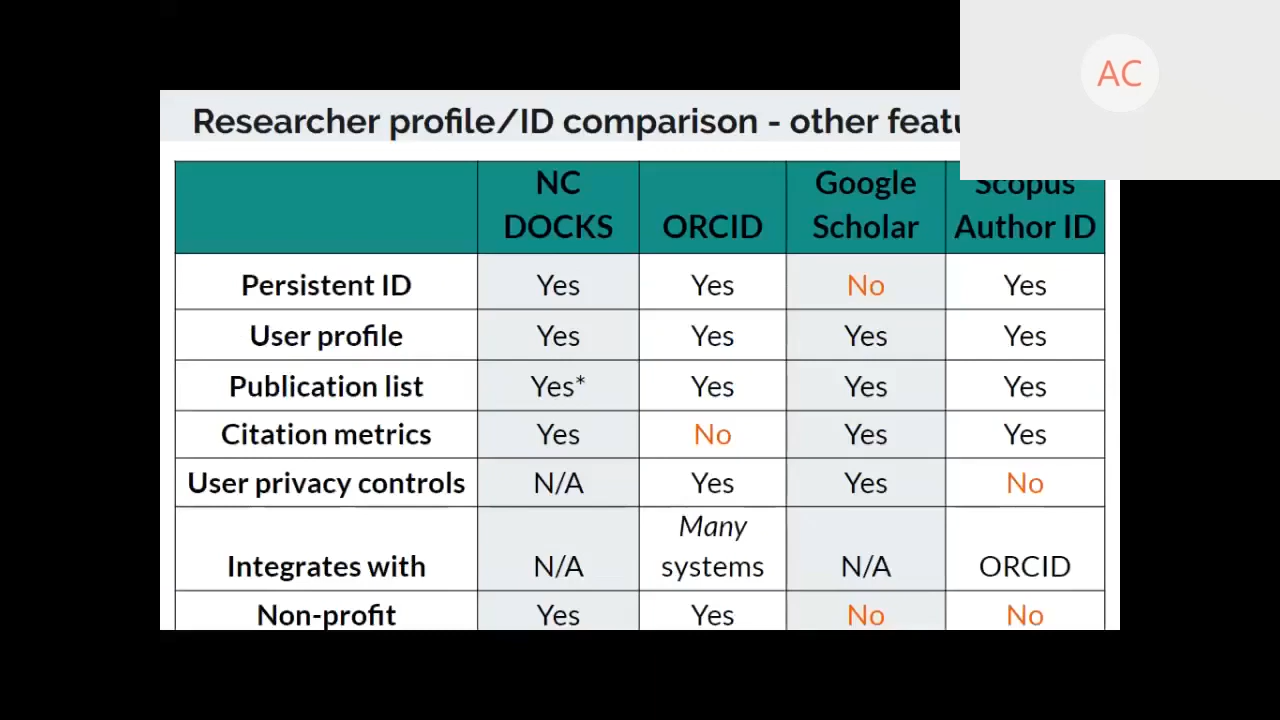 AC
Researcher profile/ID comparison - other
NC DOCKS ORCID Google Scholar Scopus Author ID
Persistent ID Yes Yes No Yes
User profile Yes Yes Yes Yes
Publication list Yes* Yes Yes Yes
Citation metrics Yes No Yes Yes
User privacy controls N/A Yes Yes No
Integrates with N/A Many systems N/A ORCID
Non-profit Yes Yes No No